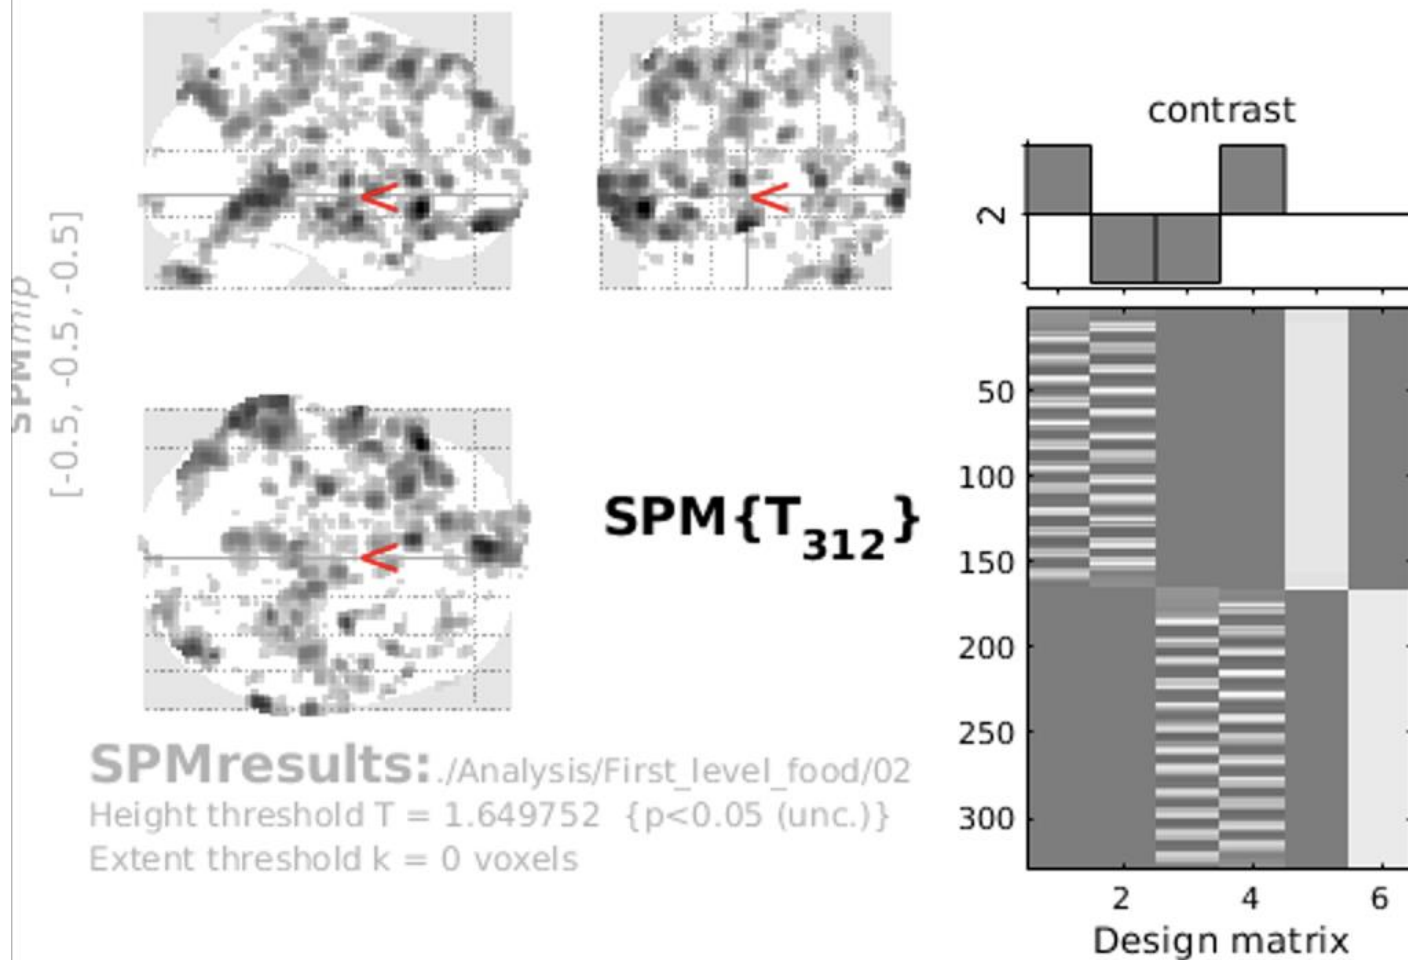 SPMmip
[-0.5, -0.5, -0.5]
contrast
2
SPM{T312}
50
100
150
200
250
300
2 4 6
Design matrix
SPMresults: ./Analysis/First_level_food/02
Height threshold T = 1.649752 {p<0.05 (unc.)}
Extent threshold k = 0 voxels